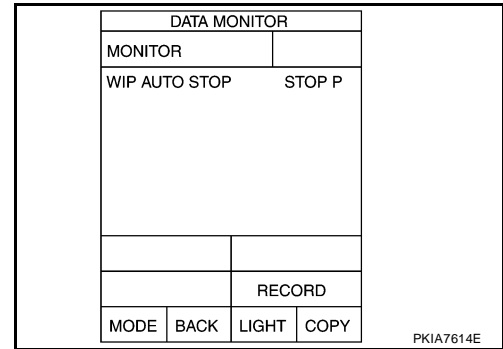 DATA MONITOR
MONITOR
WIP AUTO STOP STOP P
RECORD
MODE BACK LIGHT COPY
PKIA7614E